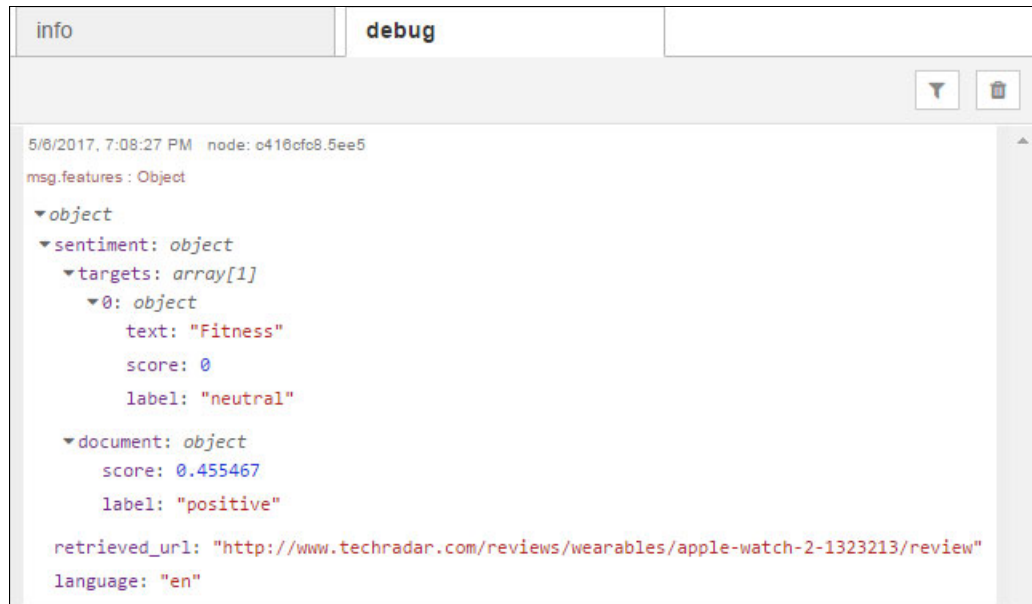 info debug
5/6/2017, 7:08:27 PM node: c416cfc8.5ee5
msg.features : Object
object
sentiment: object
targets: array[1]
0: object
text: "Fitness"
score: 0
label: "neutral"
document: object
score: 0.455467
label: "positive"
retrieved_url: "http://www.techradar.com/reviews/wearables/apple-watch-2-1323213/review"
language: "en"